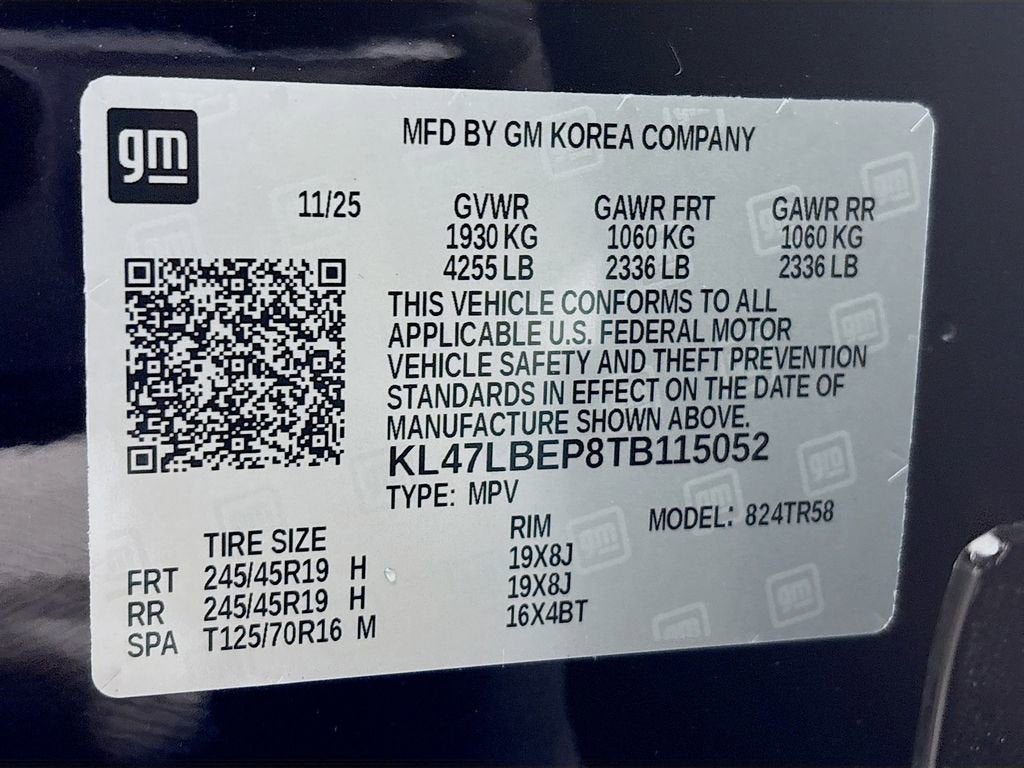 gm
MFD BY GM KOREA COMPANY
11/25 GVWR GAWR FRT GAWR RR
1930 KG 1060 KG 1060 KG
4255 LB 2336 LB 2336 LB
THIS VEHICLE CONFORMS TO ALL
APPLICABLE U.S. FEDERAL MOTOR
VEHICLE SAFETY AND THEFT PREVENTION
STANDARDS IN EFFECT ON THE DATE OF
MANUFACTURE SHOWN ABOVE.
KL47LBEP8TB115052
TYPE: MPV
MODEL: 824TR58
TIRE SIZE RIM
FRT 245/45R19 H 19X8J
RR 245/45R19 H 19X8J
SPA T125/70R16 M 16X4BT